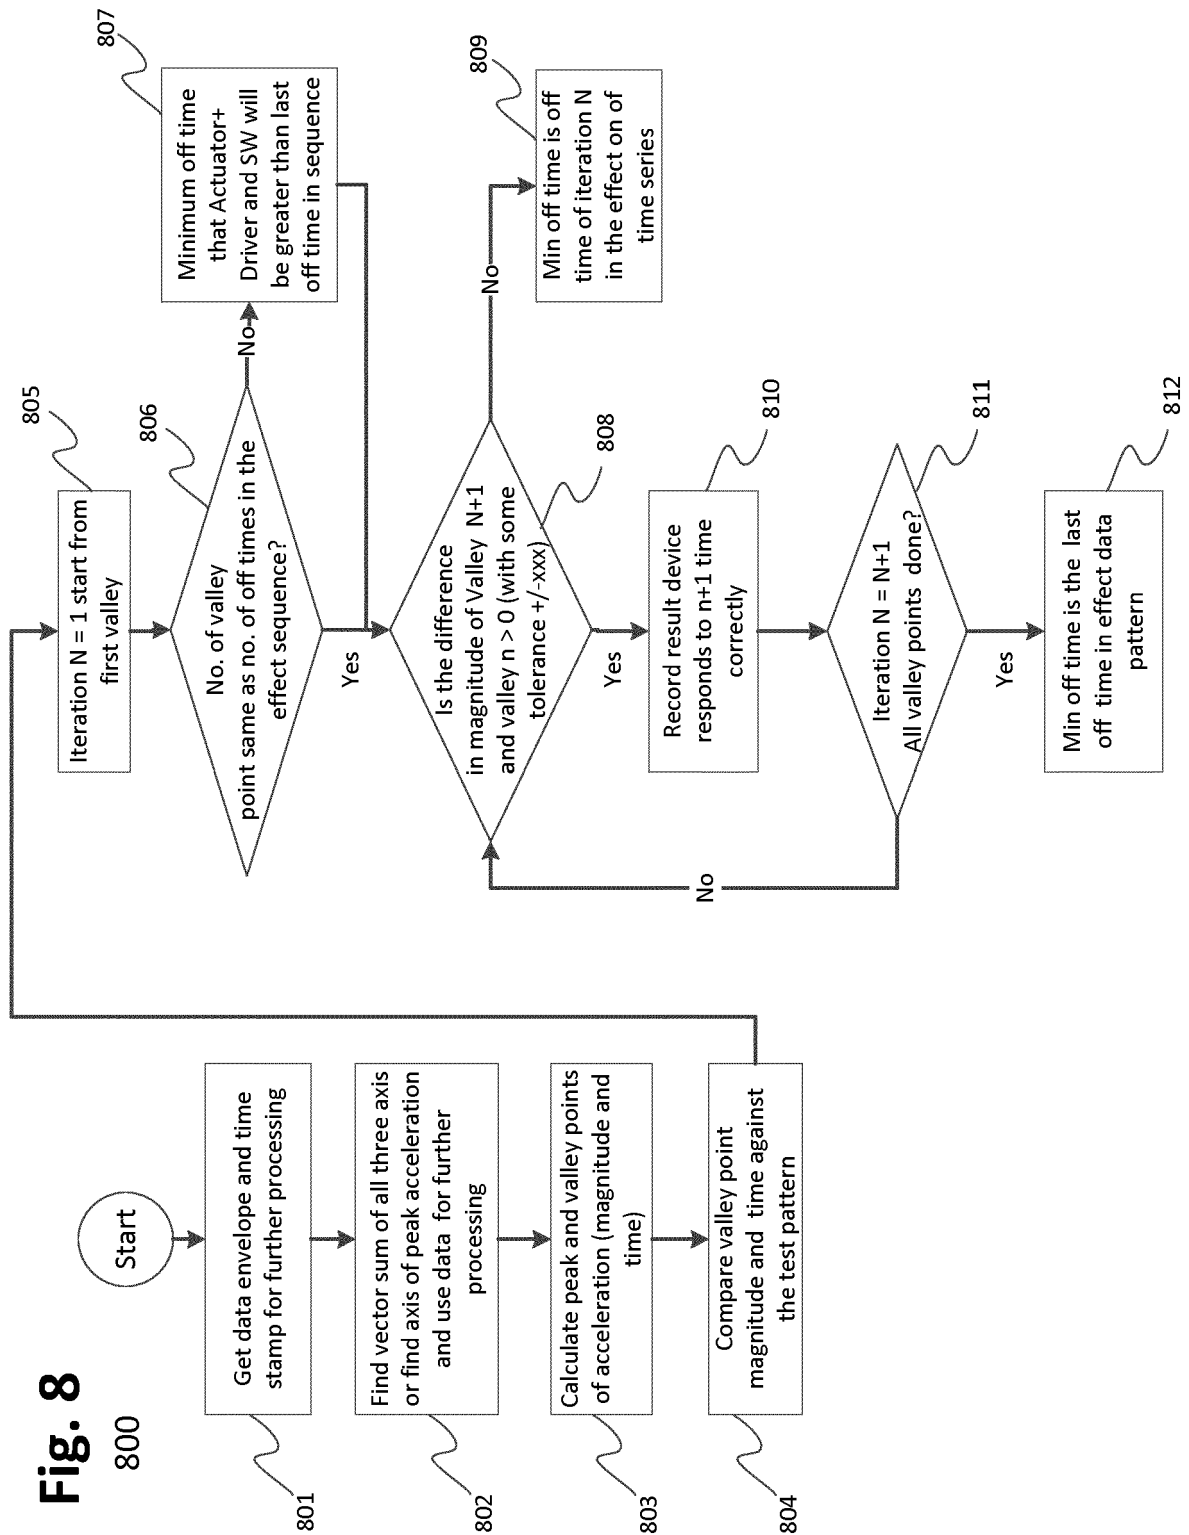 Fig. 8
800
Start
Get data envelope and time
stamp for further processing
801
Find vector sum of all three axis
or find axis of peak acceleration
and use data for further
processing
802
Calculate peak and valley points
of acceleration (magnitude and
time)
803
Compare valley point
magnitude and time against
the test pattern
804
Iteration N = 1 start from
first valley
805
No. of valley
point same as no. of off times in the
effect sequence?
806
No
Yes
Minimum off time
that Actuator+
Driver and SW will
be greater than last
off time in sequence
807
Is the difference
in magnitude of Valley N+1
and valley n > 0 (with some
tolerance +/-xxx)
808
No
Yes
Min off time is off
time of iteration N
in the effect on of
time series
809
Record result device
responds to n+1 time
correctly
810
Iteration N = N+1
All valley points done?
811
No
Yes
Min off time is the last
off time in effect data
pattern
812